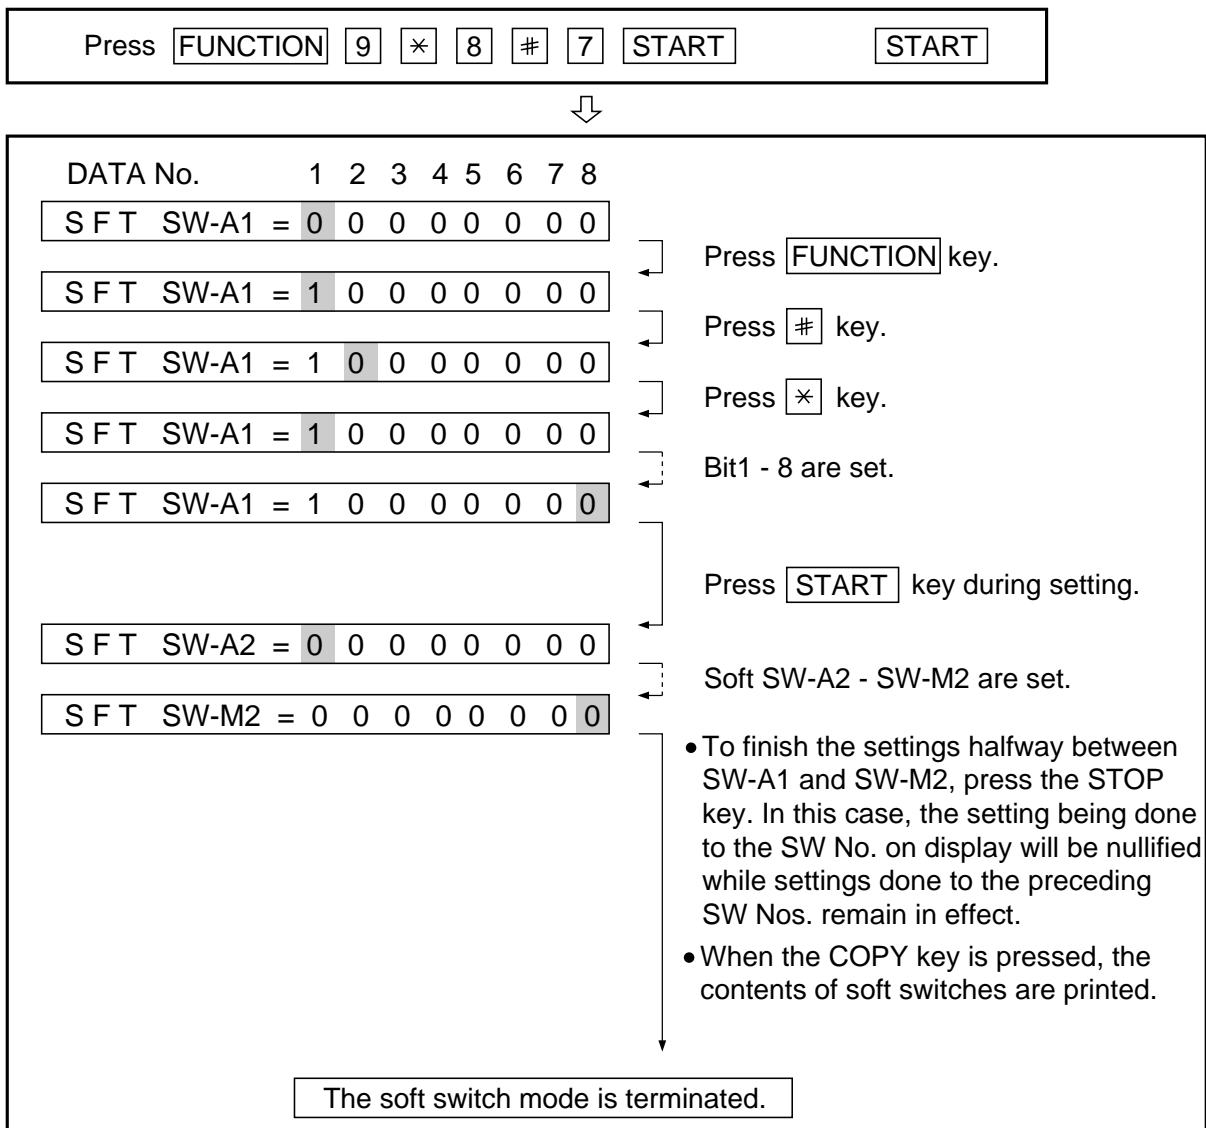 Press FUNCTION 9 * 8 # 7 START START
DATA No. 1 2 3 4 5 6 7 8
SFT SW-A1 = 0 0 0 0 0 0 0 0
Press FUNCTION key.
SFT SW-A1 = 1 0 0 0 0 0 0 0
Press # key.
SFT SW-A1 = 1 0 0 0 0 0 0 0
Press * key.
SFT SW-A1 = 1 0 0 0 0 0 0 0
Bit1 - 8 are set.
SFT SW-A1 = 1 0 0 0 0 0 0 0
Press START key during setting.
SFT SW-A2 = 0 0 0 0 0 0 0 0
Soft SW-A2 - SW-M2 are set.
SFT SW-M2 = 0 0 0 0 0 0 0 0
• To finish the settings halfway between
SW-A1 and SW-M2, press the STOP
key. In this case, the setting being done
to the SW No. on display will be nullified
while settings done to the preceding
SW Nos. remain in effect.
• When the COPY key is pressed, the
contents of soft switches are printed.
The soft switch mode is terminated.